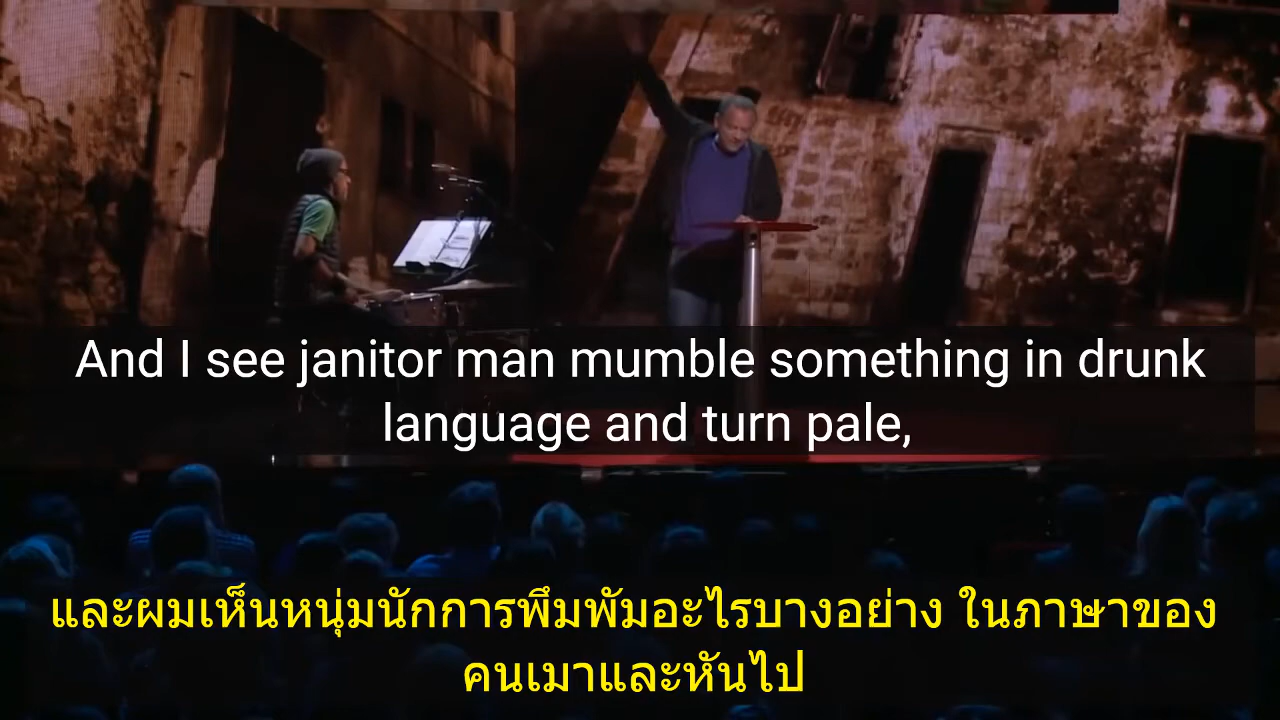 And I see janitor man mumble something in drunk
language and turn pale,
และผมเห็นหนุ่มนักการพึมพัมอะไรบางอย่าง ในภาษาของ
คนเมาและหันไป